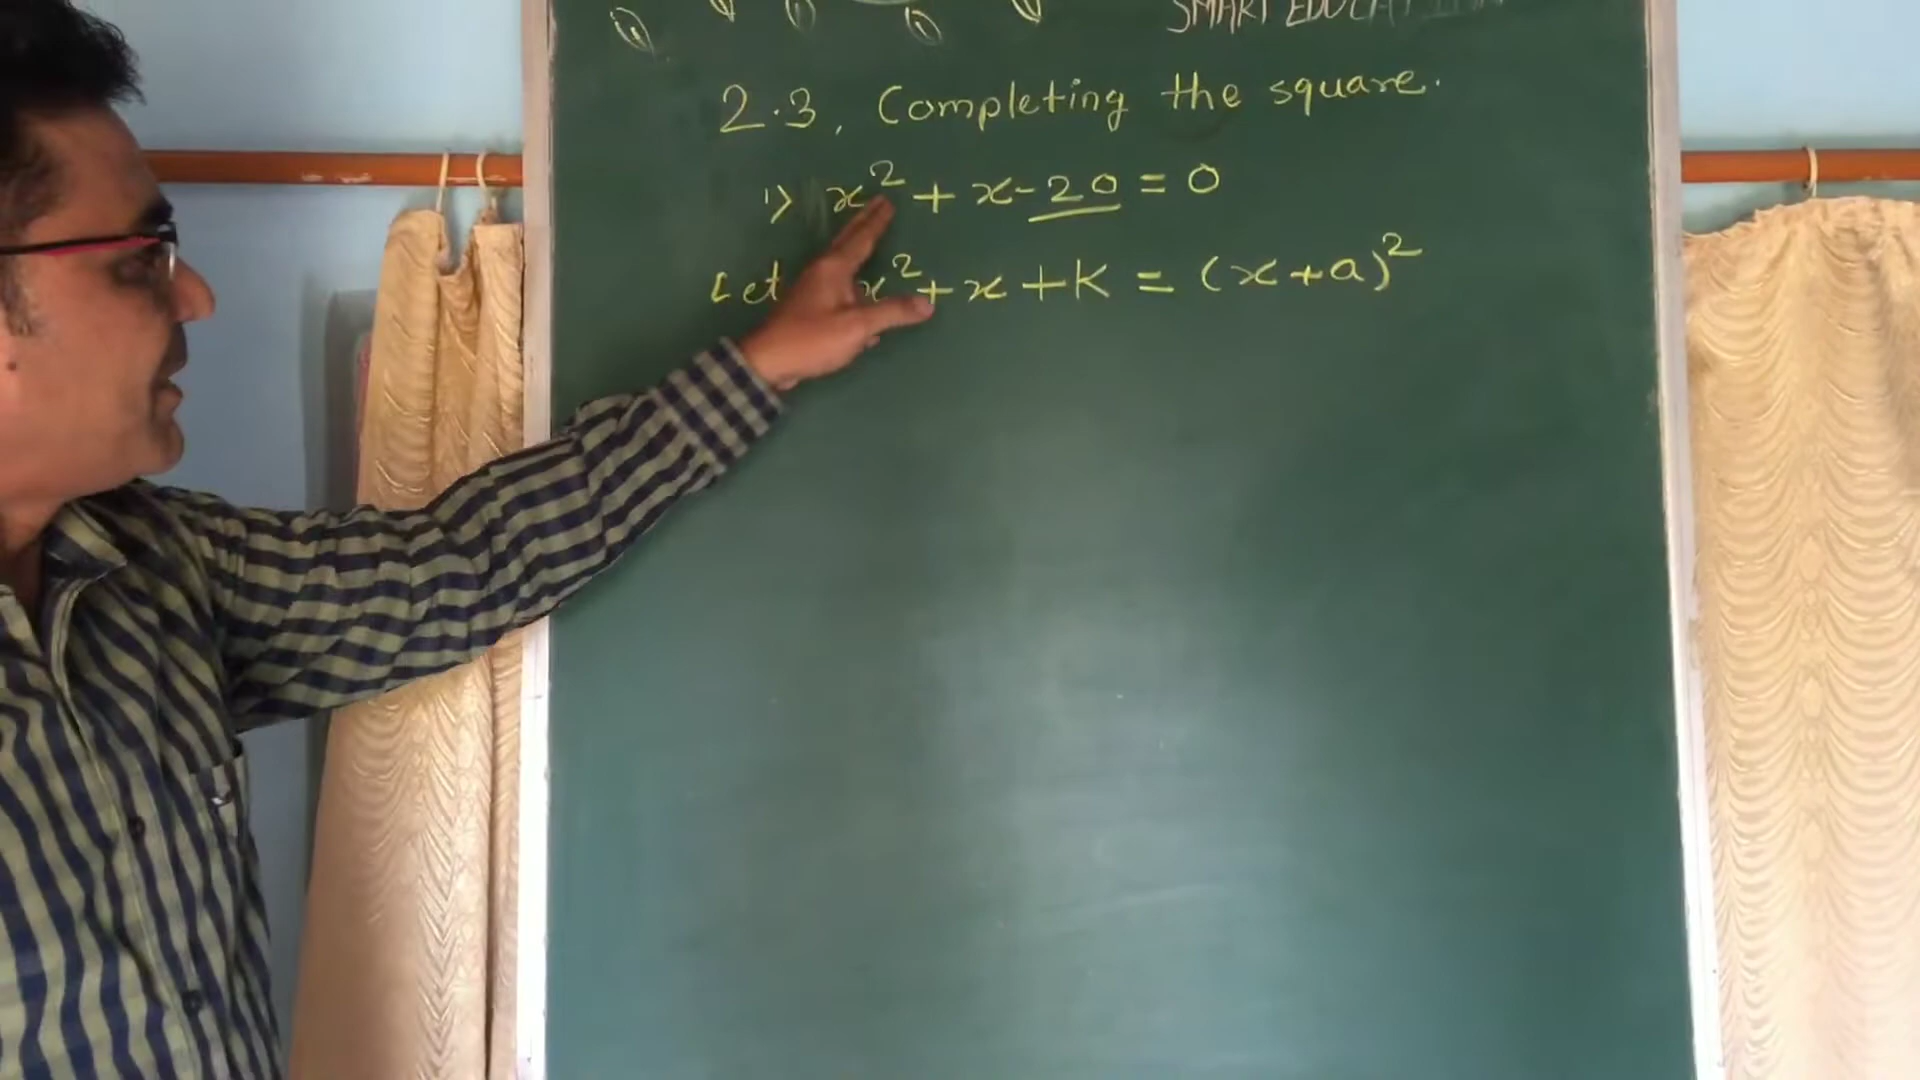 SMART EDUCATION
2.3, Completing the square.
1> x² + x - 20 = 0
Let x² + x + K = (x + a)²